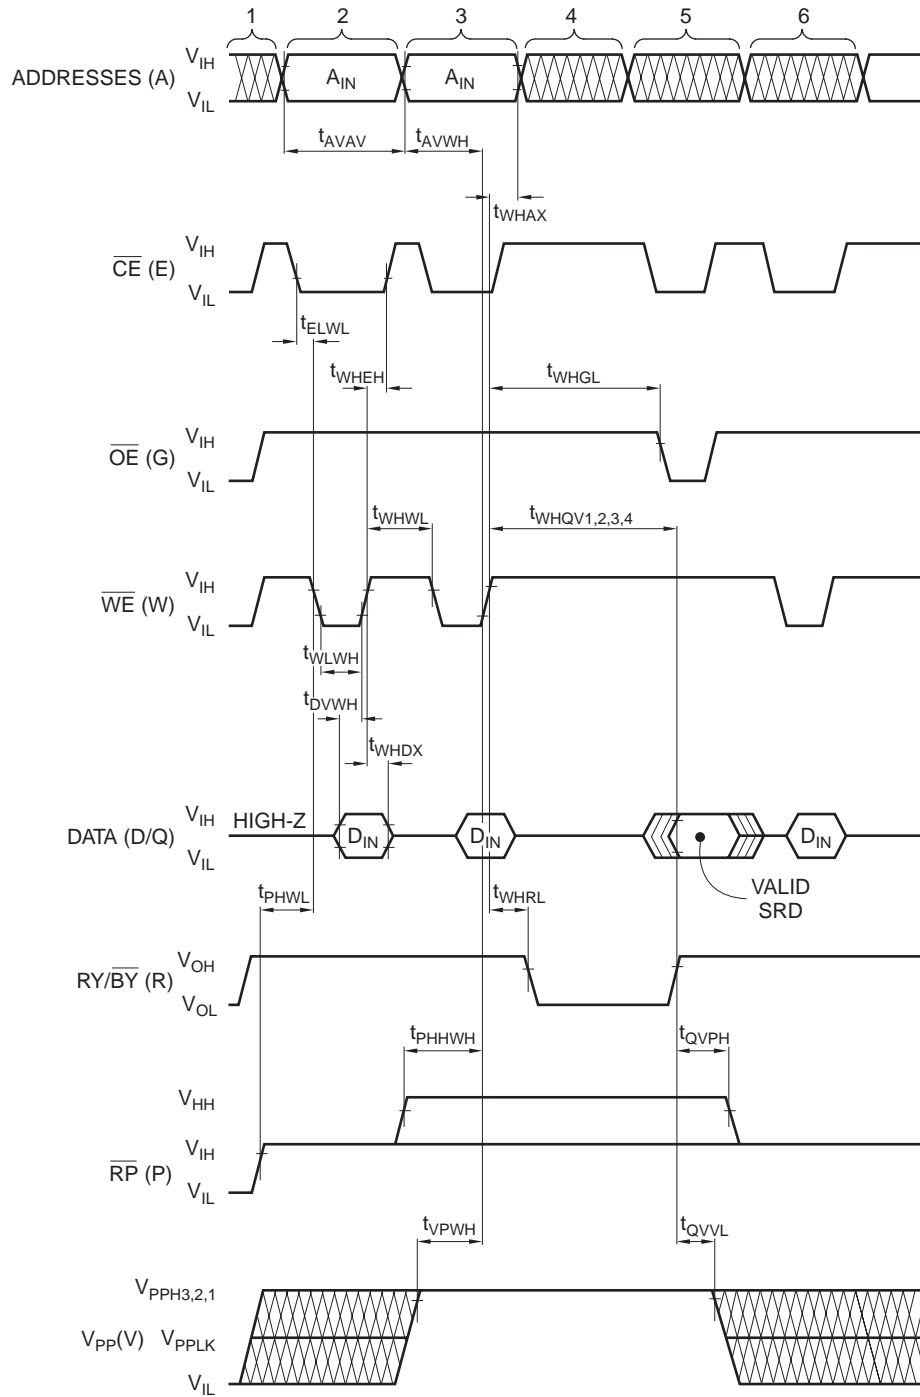 1 2 3 4 5 6
VIH
ADDRESSES (A) AIN AIN
VIL
tAVAV tAVWH
tWHAX
VIH
CE (E)
VIL
tELWL
tWHEH tWHGL
VIH
OE (G)
VIL
tWHWL tWHQV1,2,3,4
VIH
WE (W)
VIL
tWLWH
tDVWH
tWHDX
VIH HIGH-Z
DATA (D/Q) DIN DIN DIN
VIL
VALID
SRD
tPHWL tWHRL
VOH
RY/BY (R)
VOL
tPHHWH tQVPH
VHH
VIH
RP (P)
VIL
tVPWH tQVVL
VPPH3,2,1
VPP(V) VPPLK
VIL